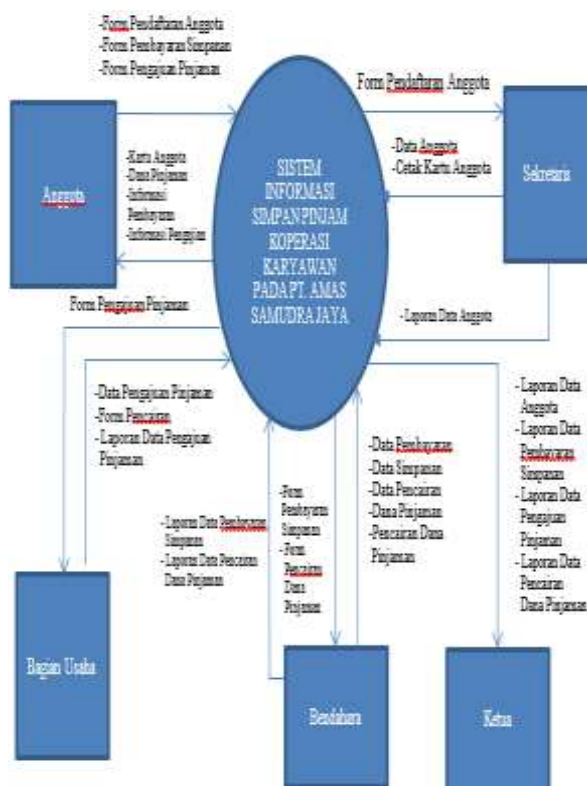 -Form Pendaftaran Anggota
-Form Pembayaran Simpanan
-Form Pengajuan Pinjaman
Form Pendaftaran Anggota
-Kartu Anggota
-Dana Pinjaman
-Informasi
Pembayaran
-Informasi Pengajian
Anggota
SISTEM
INFORMASI
SIMPAN PINJAM
KOPERASI
KARYAWAN
PADA PT. AMAS
SAMUDRA JAYA
- Data Anggota
- Cetak Kartu Anggota
Sekretaris
Form Pengajuan Pinjaman
- Laporan Data Anggota
- Data Pengajuan Pinjaman
- Form Pencairan
- Laporan Data Pengajuan
Pinjaman
- Laporan Data Pembayaran
Simpanan
- Laporan Data Pencairan
Dana Pinjaman
- Form
Pembayaran
Simpanan
- Form
Pencairan
Dana
Pinjaman
- Data Pembayaran
- Data Simpanan
- Data Pencairan
- Dana Pinjaman
- Pencairan Dana
Pinjaman
- Laporan Data
Anggota
- Laporan Data
Pembayaran
Simpanan
- Laporan Data
Pengajuan
Pinjaman
- Laporan Data
Pencairan
Dana Pinjaman
Bagian Usaha
Bendahara
Ketua